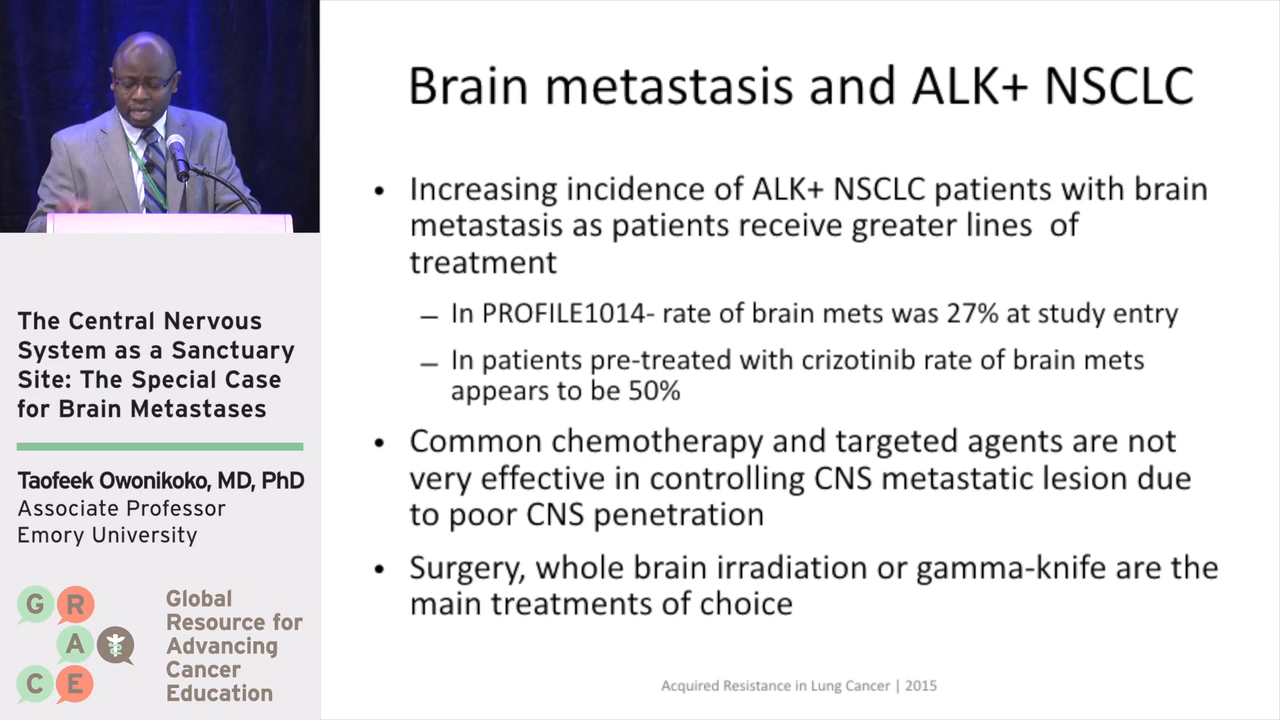 Brain metastasis and ALK+ NSCLC
• Increasing incidence of ALK+ NSCLC patients with brain
metastasis as patients receive greater lines of
treatment
– In PROFILE1014- rate of brain mets was 27% at study entry
– In patients pre-treated with crizotinib rate of brain mets
appears to be 50%
• Common chemotherapy and targeted agents are not
very effective in controlling CNS metastatic lesion due
to poor CNS penetration
• Surgery, whole brain irradiation or gamma-knife are the
main treatments of choice
Acquired Resistance in Lung Cancer | 2015
The Central Nervous
System as a Sanctuary
Site: The Special Case
for Brain Metastases
Taofeek Owonikoko, MD, PhD
Associate Professor
Emory University
G R
A
C E
Global
Resource for
Advancing
Cancer
Education